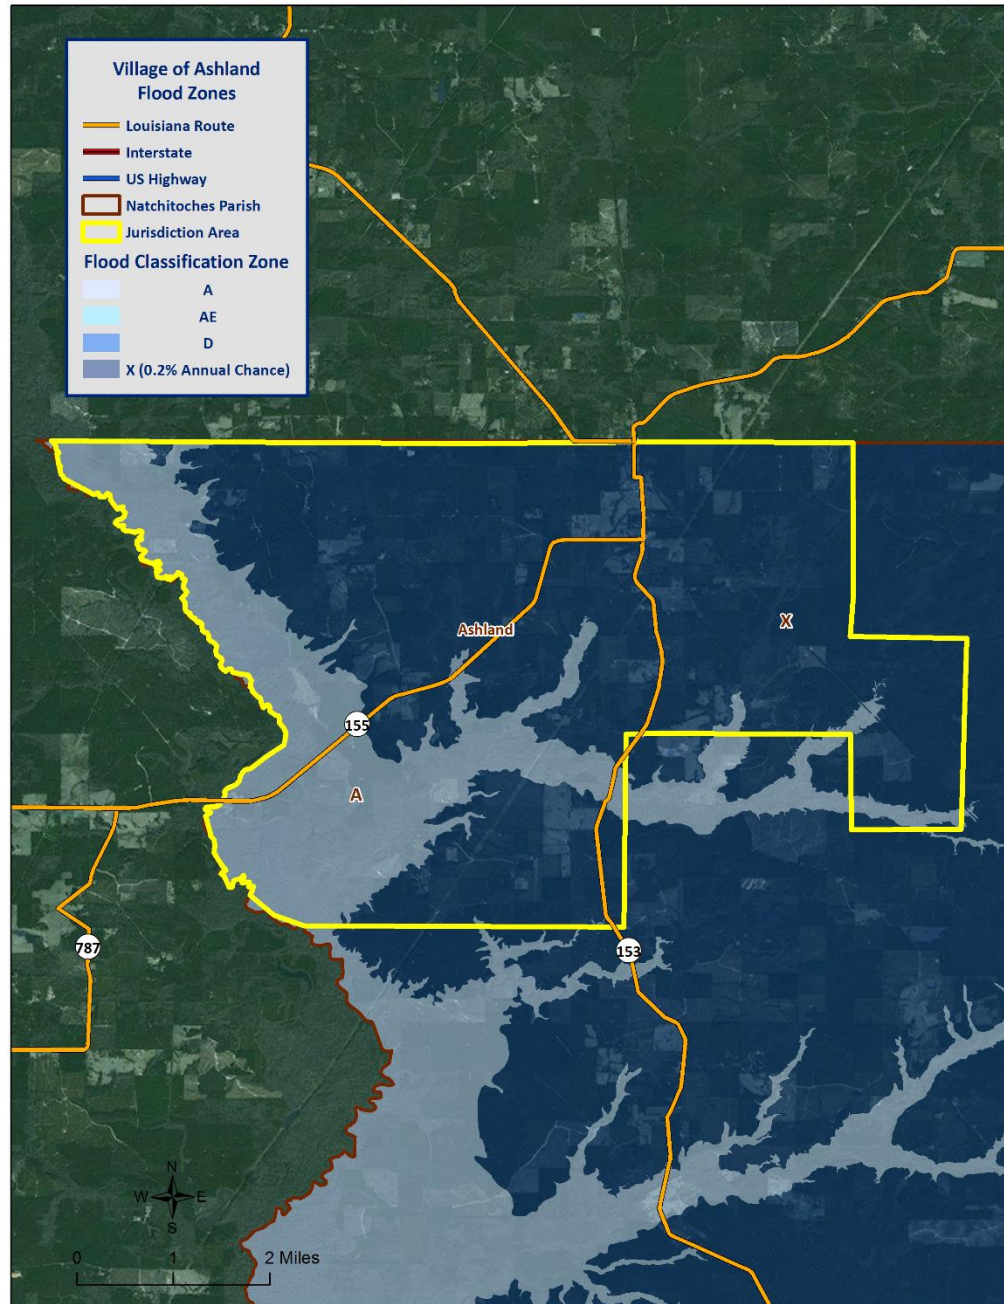 Village of Ashland
Flood Zones
Louisiana Route
Interstate
US Highway
Natchitoches Parish
Jurisdiction Area
Flood Classification Zone
A
AE
D
X (0.2% Annual Chance)
Ashland
X
155
A
787
153
N
W E
S
0 1 2 Miles